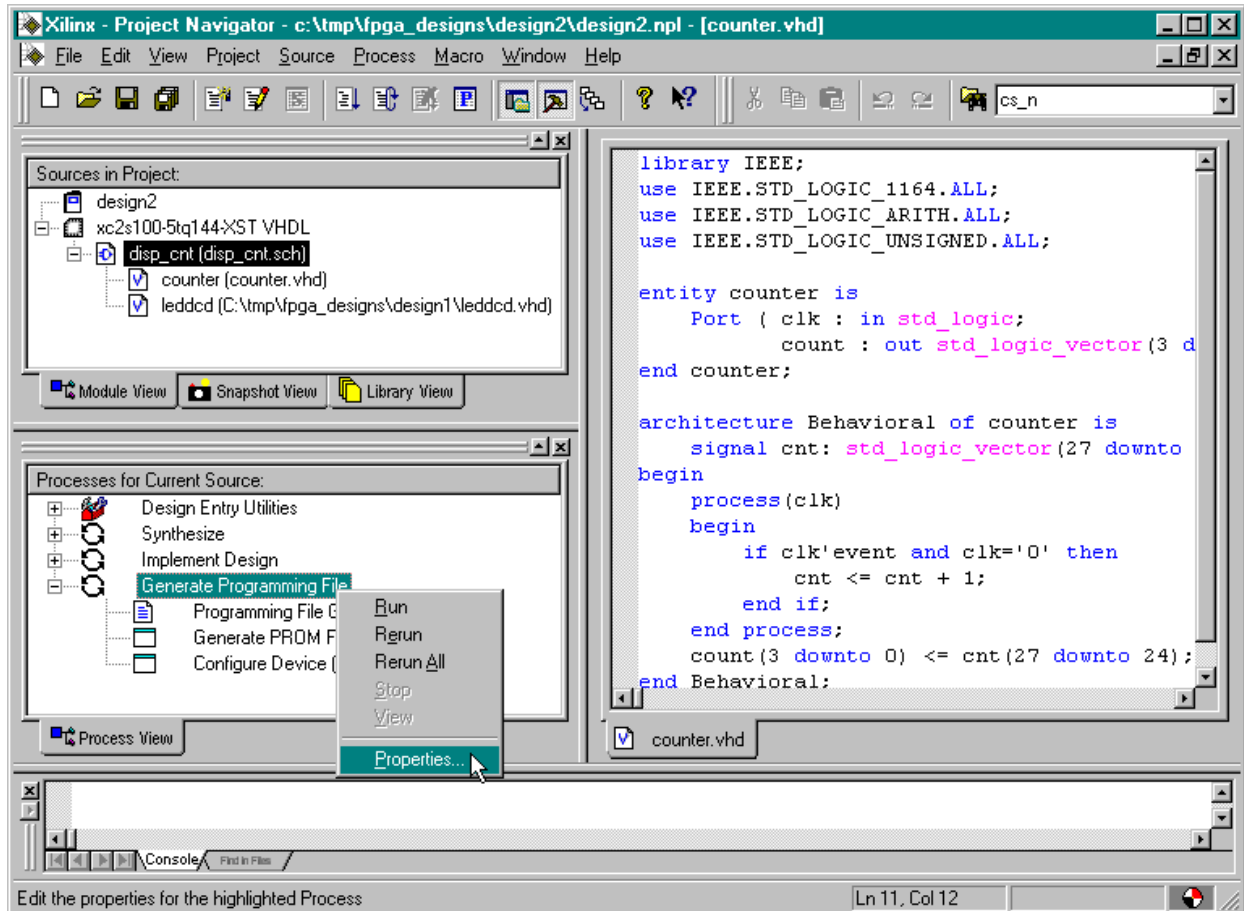 Xilinx - Project Navigator - c:\tmp\fpga_designs\design2\design2.npl - [counter.vhd]
File Edit View Project Source Process Macro Window Help
cs_n
Sources in Project:
design2
xc2s100-5tq144-XST VHDL
disp_cnt (disp_cnt.sch)
counter (counter.vhd)
leddcd (C:\tmp\fpga_designs\design1\leddcd.vhd)
Module View Snapshot View Library View
Processes for Current Source:
Design Entry Utilities
Synthesize
Implement Design
Generate Programming File
Programming File G
Generate PROM F
Configure Device (
Run
Rerun
Rerun All
Stop
View
Properties...
Process View
library IEEE;
use IEEE.STD_LOGIC_1164.ALL;
use IEEE.STD_LOGIC_ARITH.ALL;
use IEEE.STD_LOGIC_UNSIGNED.ALL;
entity counter is
Port ( clk : in std_logic;
count : out std_logic_vector(3 d
end counter;
architecture Behavioral of counter is
signal cnt: std_logic_vector(27 downto
begin
process(clk)
begin
if clk'event and clk='0' then
cnt <= cnt + 1;
end if;
end process;
count(3 downto 0) <= cnt(27 downto 24);
end Behavioral;
counter.vhd
Console Find in Files
Edit the properties for the highlighted Process
Ln 11, Col 12